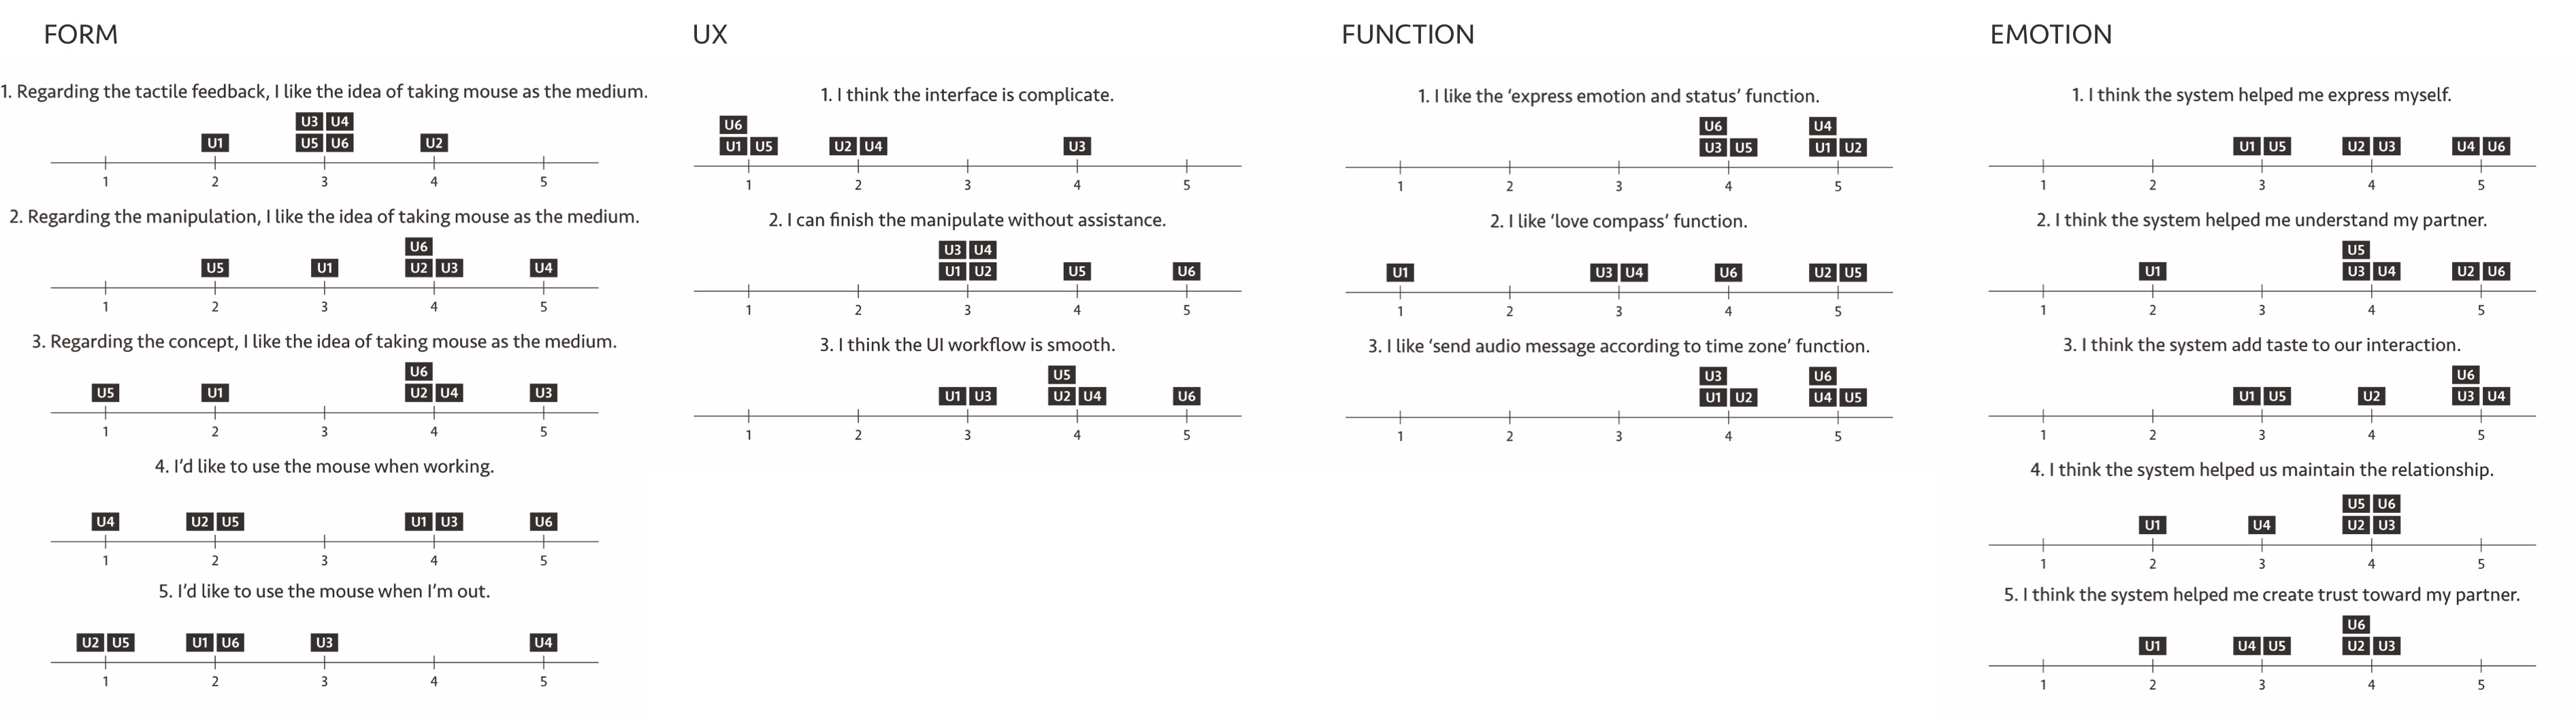 FORM
1. Regarding the tactile feedback, I like the idea of taking mouse as the medium.
U3 U4
U1 U5 U6 U2
1 2 3 4 5
2. Regarding the manipulation, I like the idea of taking mouse as the medium.
U6
U5 U1 U2 U3 U4
1 2 3 4 5
3. Regarding the concept, I like the idea of taking mouse as the medium.
U6
U5 U1 U2 U4 U3
1 2 3 4 5
4. I’d like to use the mouse when working.
U4 U2 U5 U1 U3 U6
1 2 3 4 5
5. I’d like to use the mouse when I’m out.
U2 U5 U1 U6 U3 U4
1 2 3 4 5
UX
1. I think the interface is complicate.
U6
U1 U5 U2 U4 U3
1 2 3 4 5
2. I can finish the manipulate without assistance.
U3 U4
U1 U2 U5 U6
1 2 3 4 5
3. I think the UI workflow is smooth.
U5
U1 U3 U2 U4 U6
1 2 3 4 5
FUNCTION
1. I like the ‘express emotion and status’ function.
U6 U4
U3 U5 U1 U2
1 2 3 4 5
2. I like ‘love compass’ function.
U1 U3 U4 U6 U2 U5
1 2 3 4 5
3. I like ‘send audio message according to time zone’ function.
U3 U6
U1 U2 U4 U5
1 2 3 4 5
EMOTION
1. I think the system helped me express myself.
U1 U5 U2 U3 U4 U6
1 2 3 4 5
2. I think the system helped me understand my partner.
U5
U1 U3 U4 U2 U6
1 2 3 4 5
3. I think the system add taste to our interaction.
U6
U1 U5 U2 U3 U4
1 2 3 4 5
4. I think the system helped us maintain the relationship.
U5 U6
U1 U4 U2 U3
1 2 3 4 5
5. I think the system helped me create trust toward my partner.
U6
U1 U4 U5 U2 U3
1 2 3 4 5